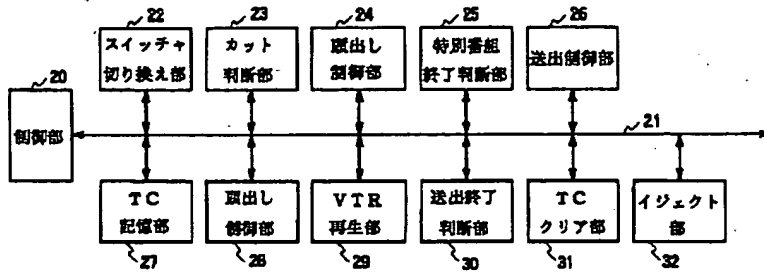 22
23
24
25
26
スイッチャ
切り換え部
カット
判断部
頭出し
制御部
特別番組
終了判断部
送出制御部
20
制御部
21
TC
記憶部
頭出し
制御部
VTR
再生部
送出終了
判断部
TC
クリア部
イジェクト
部
27
28
29
30
31
32